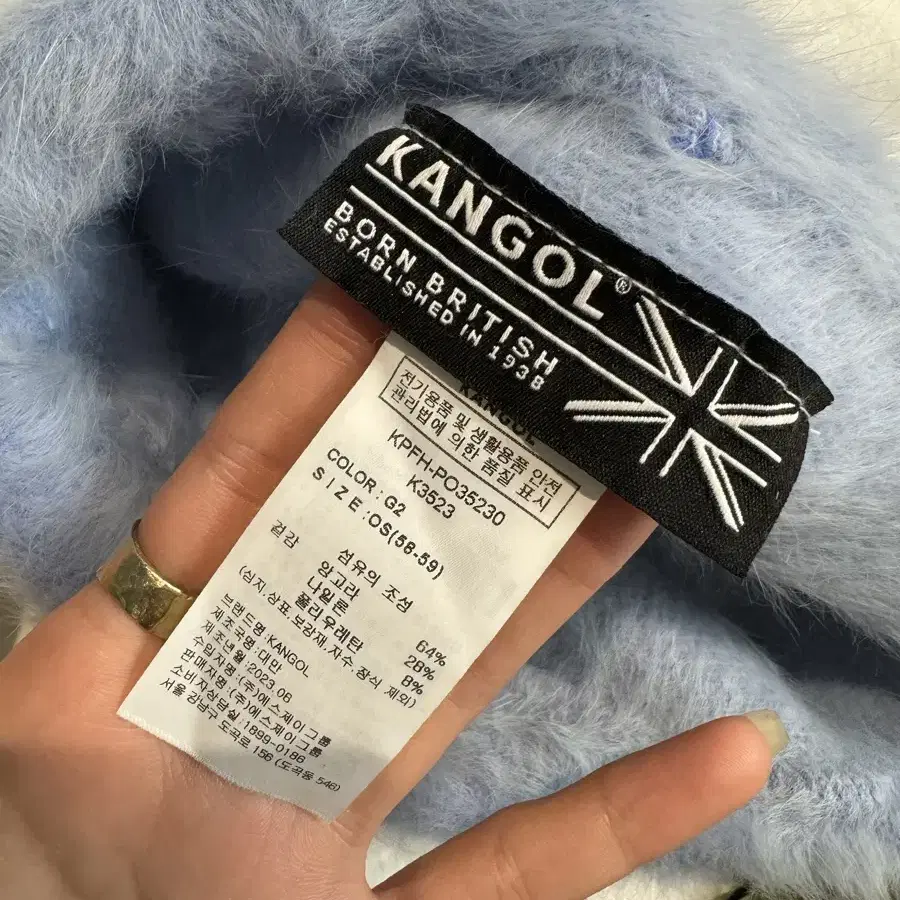 KANGOL®
BORN BRITISH
ESTABLISHED IN 1938
KANGOL
전기용품 및 생활용품 안전
관리법에 의한 품질 표시
KPFH-PO35230
K3523
COLOR : G2
SIZE : OS(58-59)
겉감 섬유의 조성
앙고라 64%
나일론 28%
폴리우레탄 8%
(심지,상표,보강재,자수,장식 제외)
브랜드명 : KANGOL
제조국명 : 대만
제조년월 : 2023.06
수입자명 : (주)에스제이그룹
판매자명 : (주)에스제이그룹
소비자상담실 : 1899-0186
서울 강남구 도곡로 156 (도곡동 546)